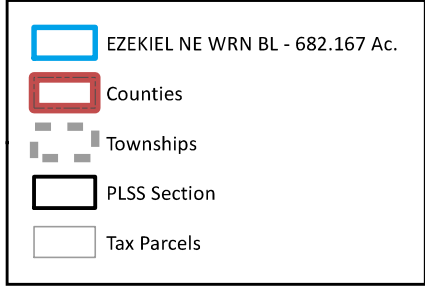 EZEKIEL NE WRN BL - 682.167 Ac.
Counties
Townships
PLSS Section
Tax Parcels